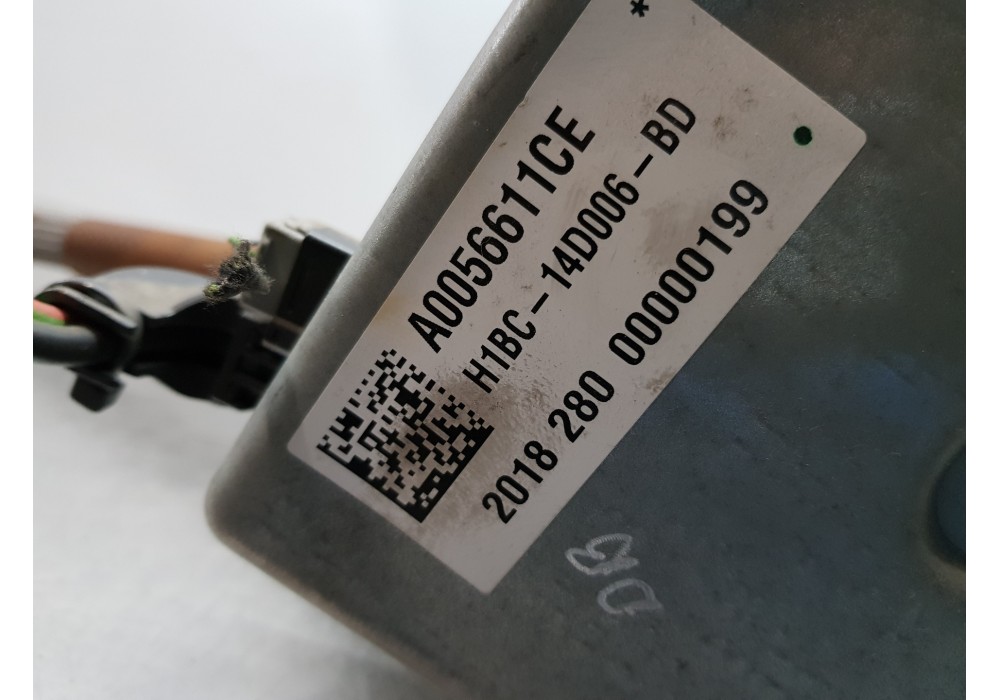 *
A0056611CE
H1BC-14D006-BD
2018 280 00000199
DB